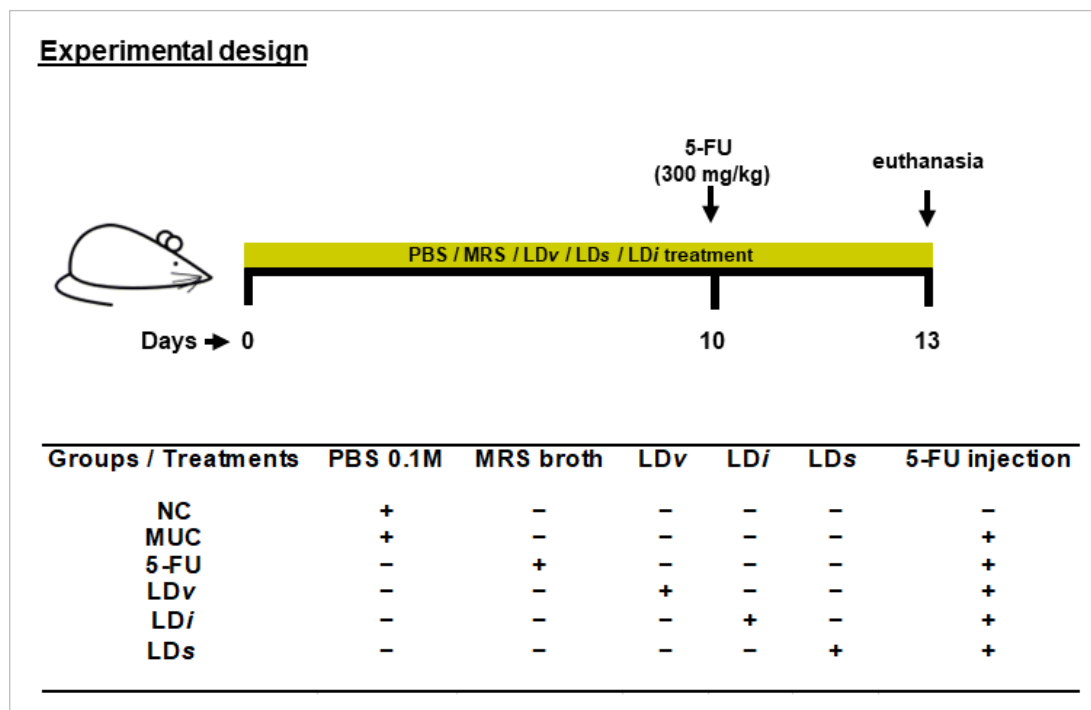 Experimental design
5-FU
(300 mg/kg)
euthanasia
PBS / MRS / LDv / LDs / LDi treatment
Days → 0 10 13
Groups / Treatments PBS 0.1M MRS broth LDv LDi LDs 5-FU injection
NC + – – – – –
MUC + – – – – +
5-FU – + – – – +
LDv – – + – – +
LDi – – – + – +
LDs – – – – + +